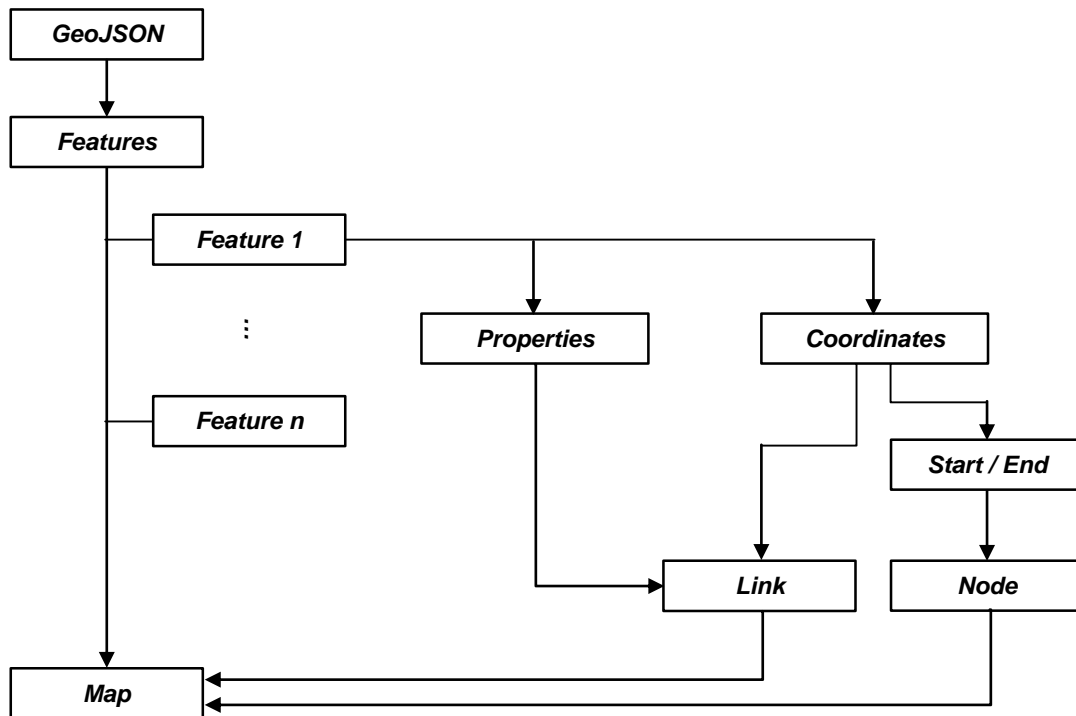 GeoJSON
Features
Feature 1
...
Properties
Coordinates
Feature n
Start / End
Link
Node
Map